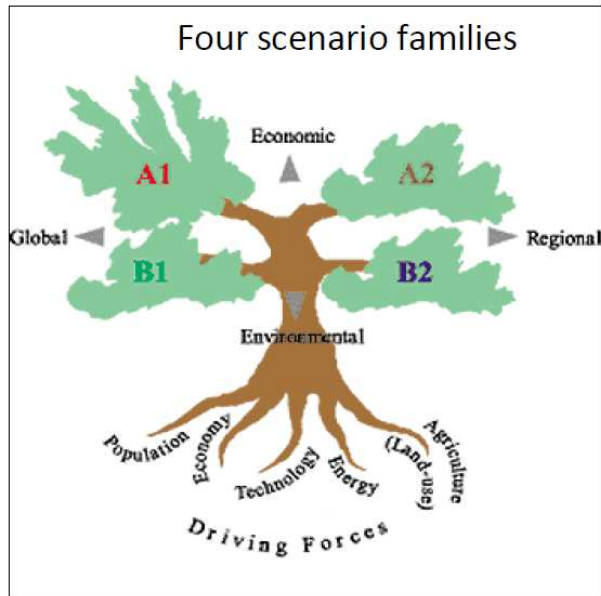 Four scenario families
Economic
A1
A2
Global
Regional
B1
B2
Environmental
Population
Economy
Technology
Energy
Agriculture
(Land-use)
Driving Forces